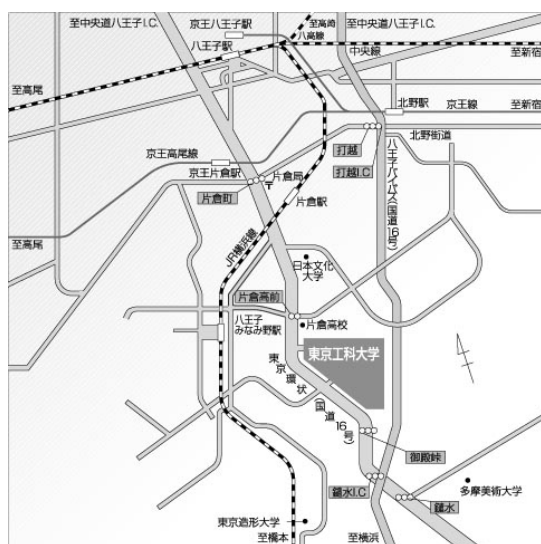 至中央道八王子I.C.
京王八王子駅
至高崎
至中央道八王子I.C.
八高線
八王子駅
中央線
至新宿
至高尾
北野駅
京王線
至新宿
打越
北野街道
京王高尾線
京王片倉駅
打越I.C
八王子バイパス(国道16号)
片倉局
片倉町
片倉駅
至高尾
JR横浜線
日本文化
大学
片倉高前
片倉高校
八王子
みなみ野駅
東京工科大学
東京環状
(国道16号)
御殿峠
鑓水I.C
多摩美術大学
鑓水
東京造形大学
至橋本
至横浜